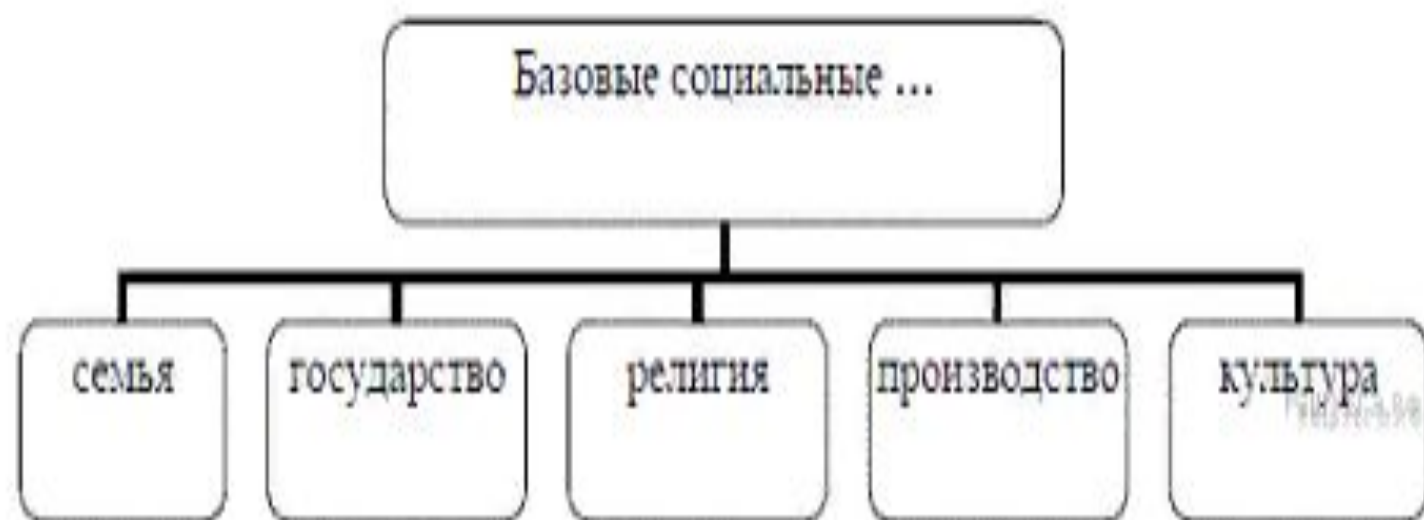 Базовые социальные ...
семья
государство
религия
производство
культура